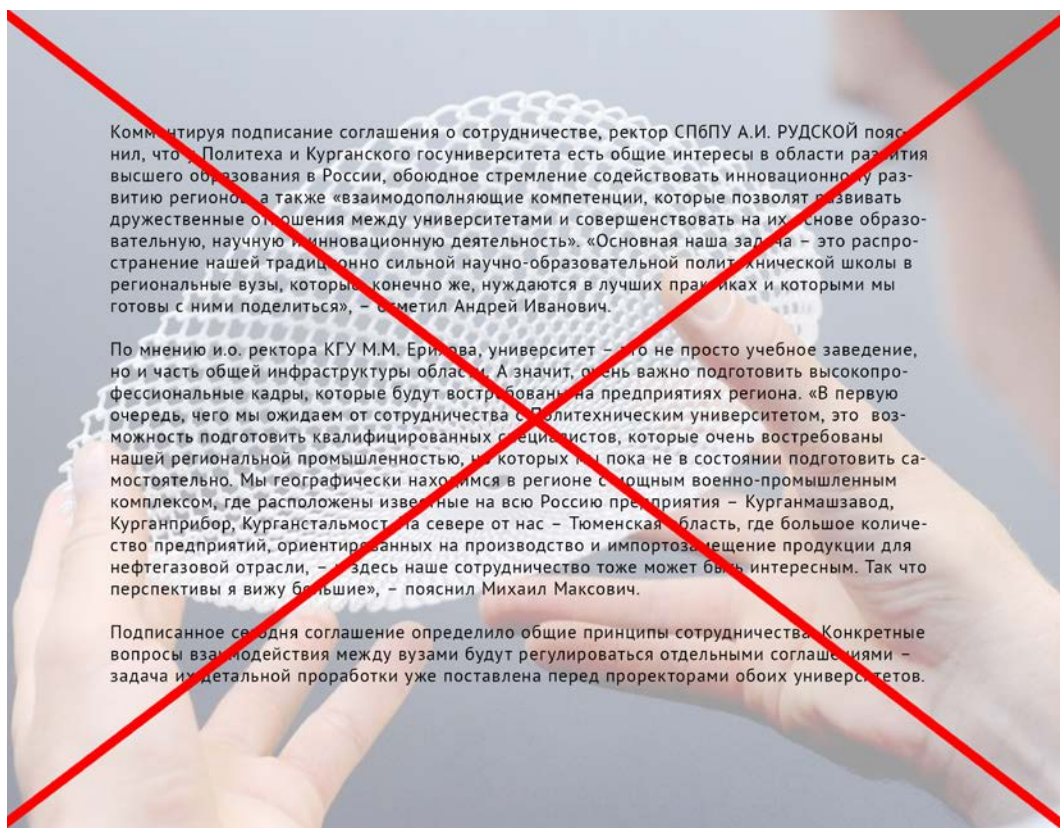 Комментируя подписание соглашения о сотрудничестве, ректор СПбПУ А.И. РУДСКОЙ пояс-
нил, что у Политеха и Курганского госуниверситета есть общие интересы в области развития
высшего образования в России, обоюдное стремление содействовать инновационному раз-
витию регионов, а также «взаимодополняющие компетенции, которые позволят развивать
дружественные отношения между университетами и совершенствовать на их основе образо-
вательную, научную и инновационную деятельность». «Основная наша задача – это распро-
странение нашей традиционно сильной научно-образовательной политехнической школы в
региональные вузы, которые, конечно же, нуждаются в лучших практиках и которыми мы
готовы с ними поделиться», – отметил Андрей Иванович.
По мнению и.о. ректора КГУ М.М. университет – это не просто учебное заведение,
но и часть общей инфраструктуры области. А значит, очень важно подготовить высокопро-
фессиональные кадры, которые будут востребованы на предприятиях региона. «В первую
очередь, чего мы ожидаем от сотрудничества с Политехническим университетом, это воз-
можность подготовить квалифицированных специалистов, которые очень востребованы
нашей региональной промышленностью, но которых мы пока не в состоянии подготовить са-
мостоятельно. Мы географически находимся в регионе с мощным военно-промышленным
комплексом, где расположены известные на всю Россию предприятия – Курганмашзавод,
Курганприбор, Курганстальмост. На севере от нас – Тюменская область, где большое количе-
ство предприятий, ориентированных на производство и импортозамещение продукции для
нефтегазовой отрасли, – и здесь наше сотрудничество тоже может быть интересным. Так что
перспективы я вижу большие», – пояснил Михаил Максович.
Подписанное сегодня соглашение определило общие принципы сотрудничества. Конкретные
вопросы взаимодействия между вузами будут регулироваться отдельными соглашениями –
задача их детальной проработки уже поставлена перед проректорами обоих университетов.